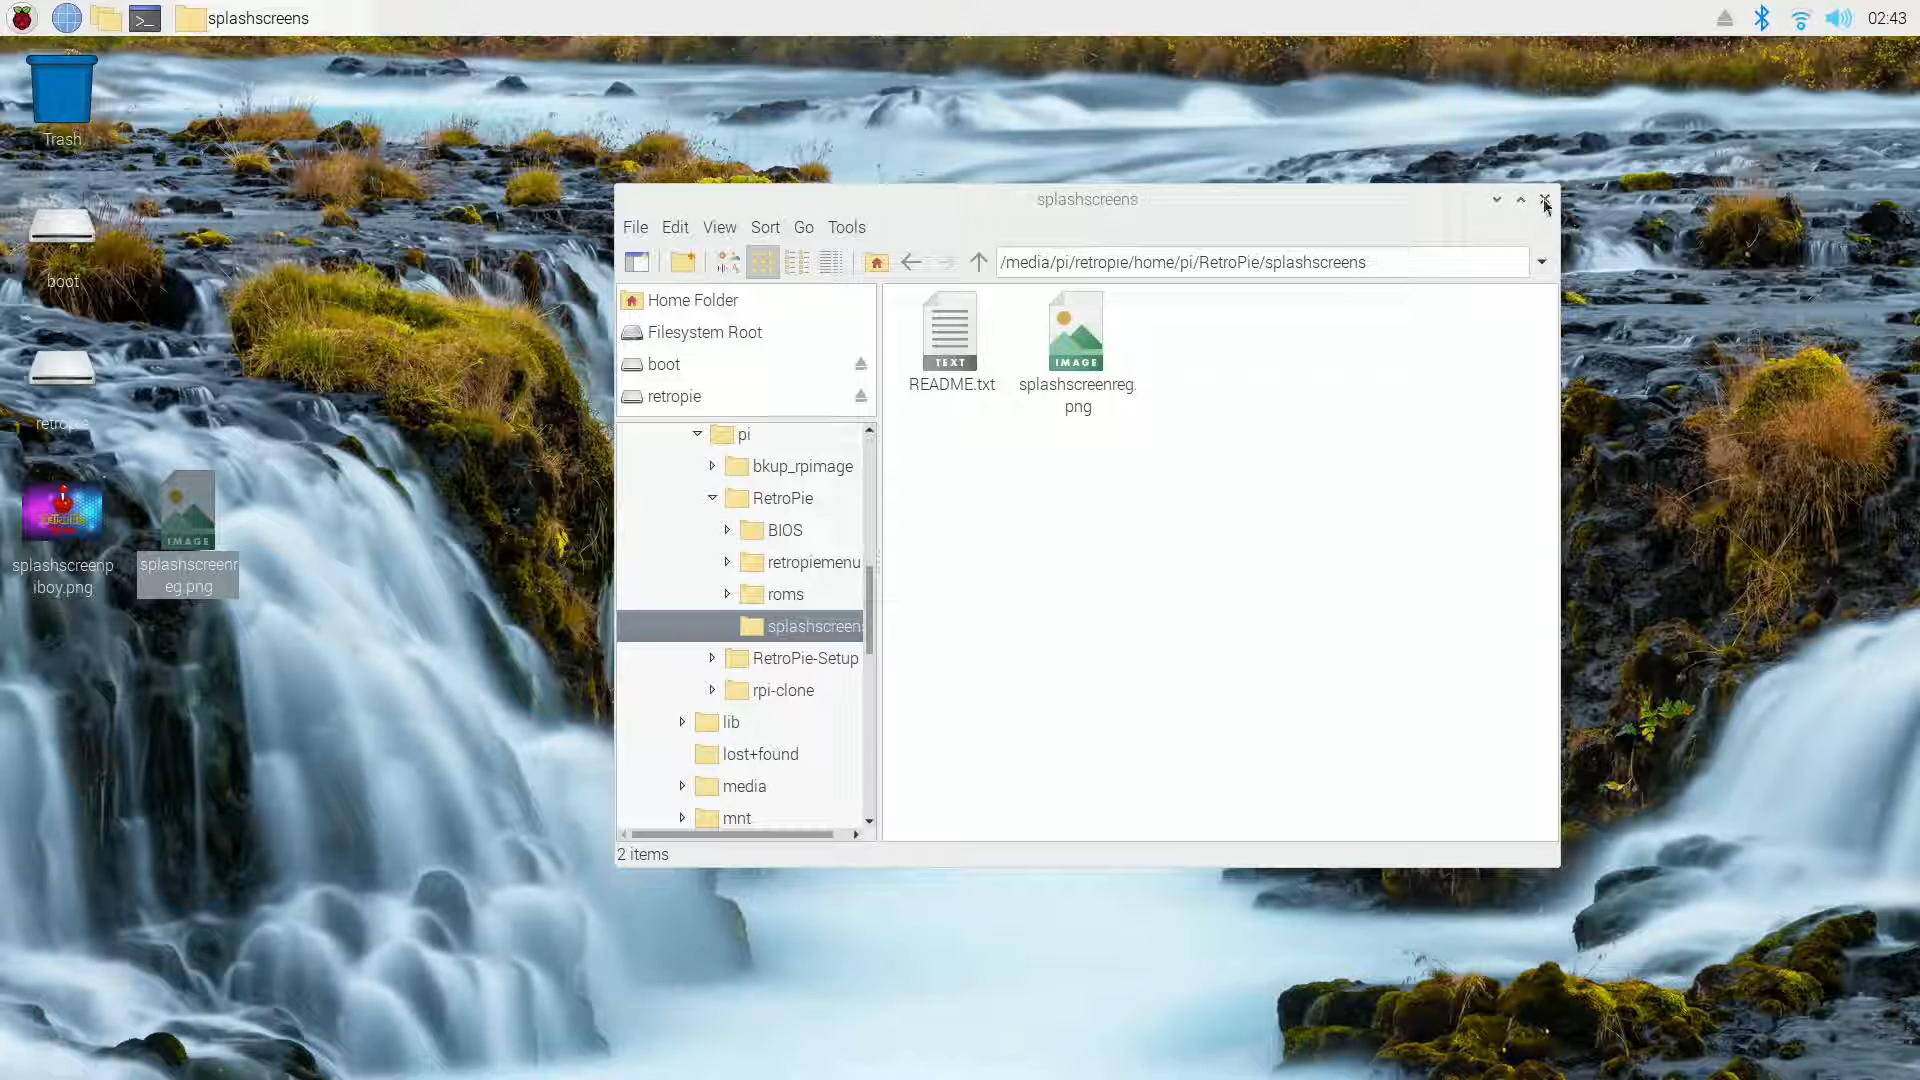 splashscreens
02:43
Trash
boot
splashscreenp
iboy.png
splashscreenr
eg.png
splashscreens
File Edit View Sort Go Tools
/media/pi/retropie/home/pi/RetroPie/splashscreens
Home Folder
Filesystem Root
boot
retropie
pi
bkup_rpimage
RetroPie
BIOS
retropiemenu
roms
splashscreens
RetroPie-Setup
rpi-clone
lib
lost+found
media
mnt
TEXT
README.txt
IMAGE
splashscreenreg.
png
IMAGE
retropie
2 items